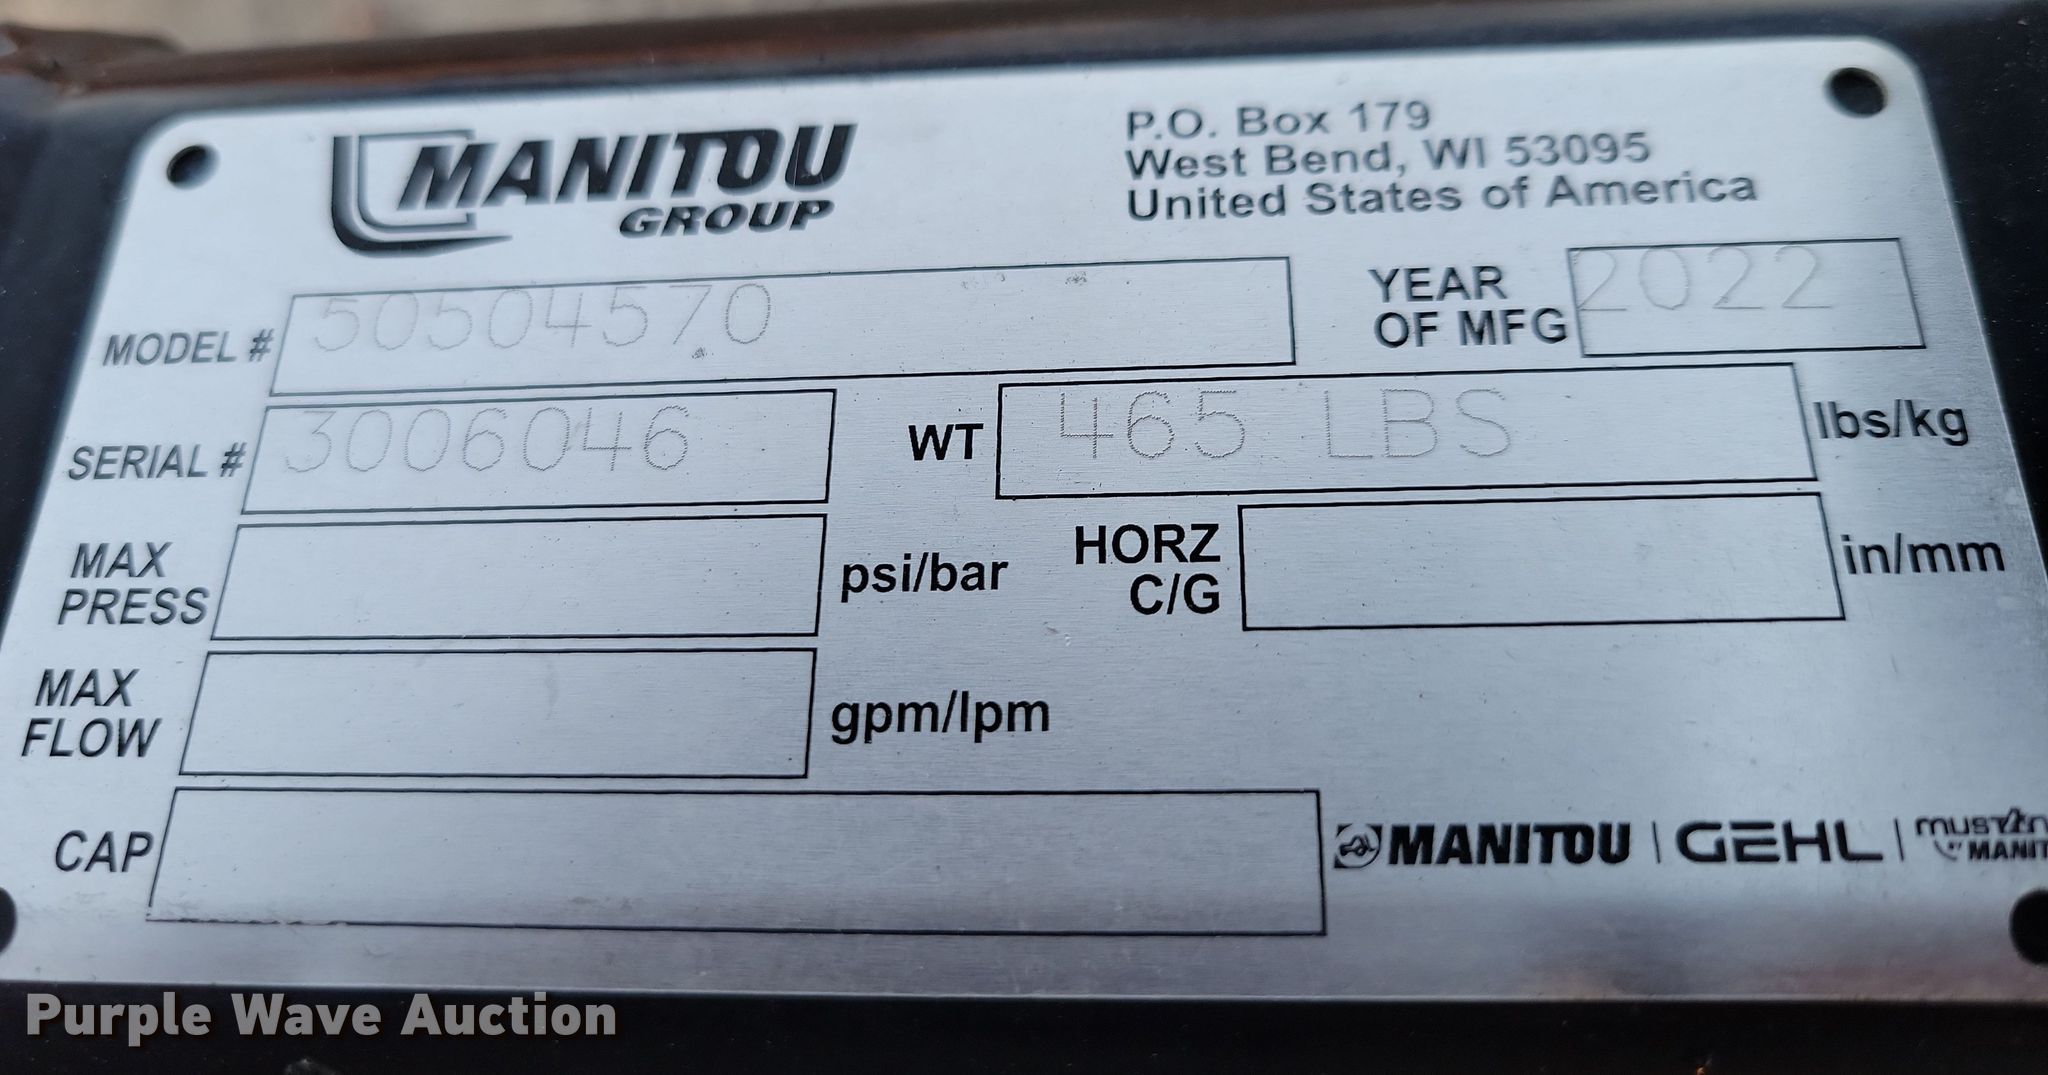 MANITOU
GROUP
P.O. Box 179
West Bend, WI 53095
United States of America
MODEL # 50504570
YEAR OF MFG 2022
SERIAL # 3006046
WT 465 LBS lbs/kg
MAX PRESS psi/bar
HORZ C/G in/mm
MAX FLOW gpm/lpm
CAP
MANITOU | GEHL |
Purple Wave Auction